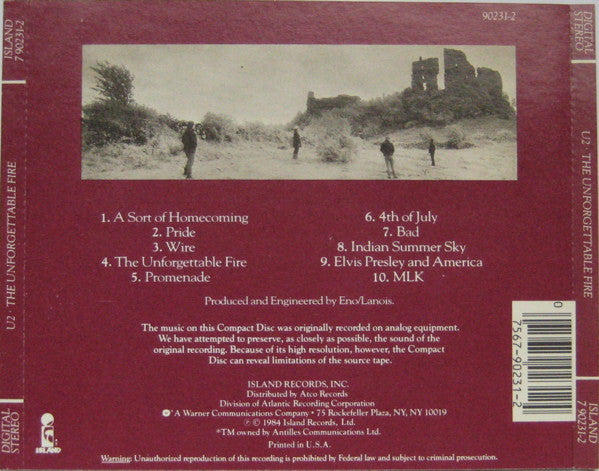 90231-2
ISLAND
7 90231-2
U2 · THE UNFORGETTABLE FIRE
DIGITAL
STEREO
1. A Sort of Homecoming
2. Pride
3. Wire
4. The Unforgettable Fire
5. Promenade
6. 4th of July
7. Bad
8. Indian Summer Sky
9. Elvis Presley and America
10. MLK
Produced and Engineered by Eno/Lanois.
The music on this Compact Disc was originally recorded on analog equipment.
We have attempted to preserve, as closely as possible, the sound of the
original recording. Because of its high resolution, however, the Compact
Disc can reveal limitations of the source tape.
ISLAND RECORDS, INC.
Distributed by Atco Records
Division of Atlantic Recording Corporation
A Warner Communications Company • 75 Rockefeller Plaza, NY, NY 10019
℗ © 1984 Island Records, Ltd.
*TM owned by Antilles Communications Ltd.
Printed in U.S.A.
Warning: Unauthorized reproduction of this recording is prohibited by Federal law and subject to criminal prosecution.
ISLAND
0
7567-90231-2
DIGITAL
STEREO
U2 · THE UNFORGETTABLE FIRE
ISLAND
7 90231-2